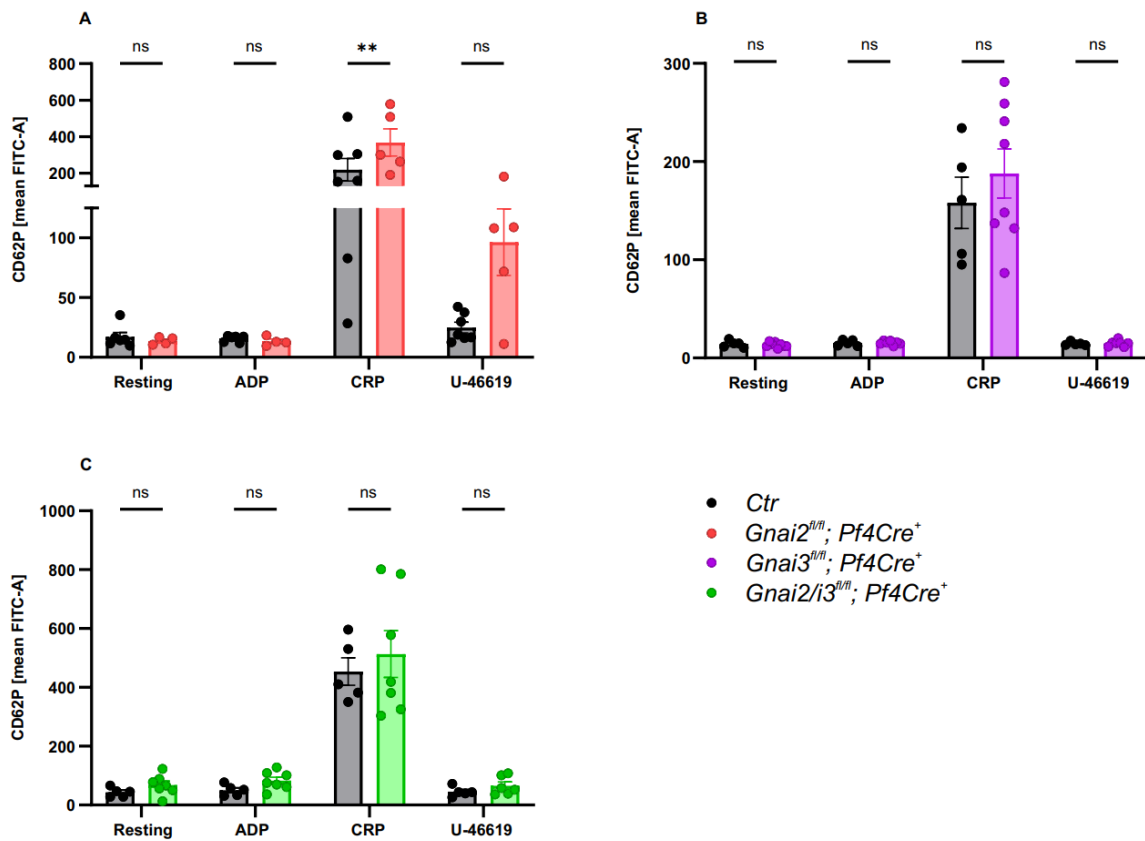 A
ns
ns
**
ns
CD62P [mean FITC-A]
800
600
400
200
100
50
0
Resting
ADP
CRP
U-46619
B
ns
ns
ns
ns
CD62P [mean FITC-A]
300
200
100
0
Resting
ADP
CRP
U-46619
C
ns
ns
ns
ns
CD62P [mean FITC-A]
1000
800
600
400
200
0
Resting
ADP
CRP
U-46619
Ctr
Gnai2fl/fl; Pf4Cre+
Gnai3fl/fl; Pf4Cre+
Gnai2/i3fl/fl; Pf4Cre+